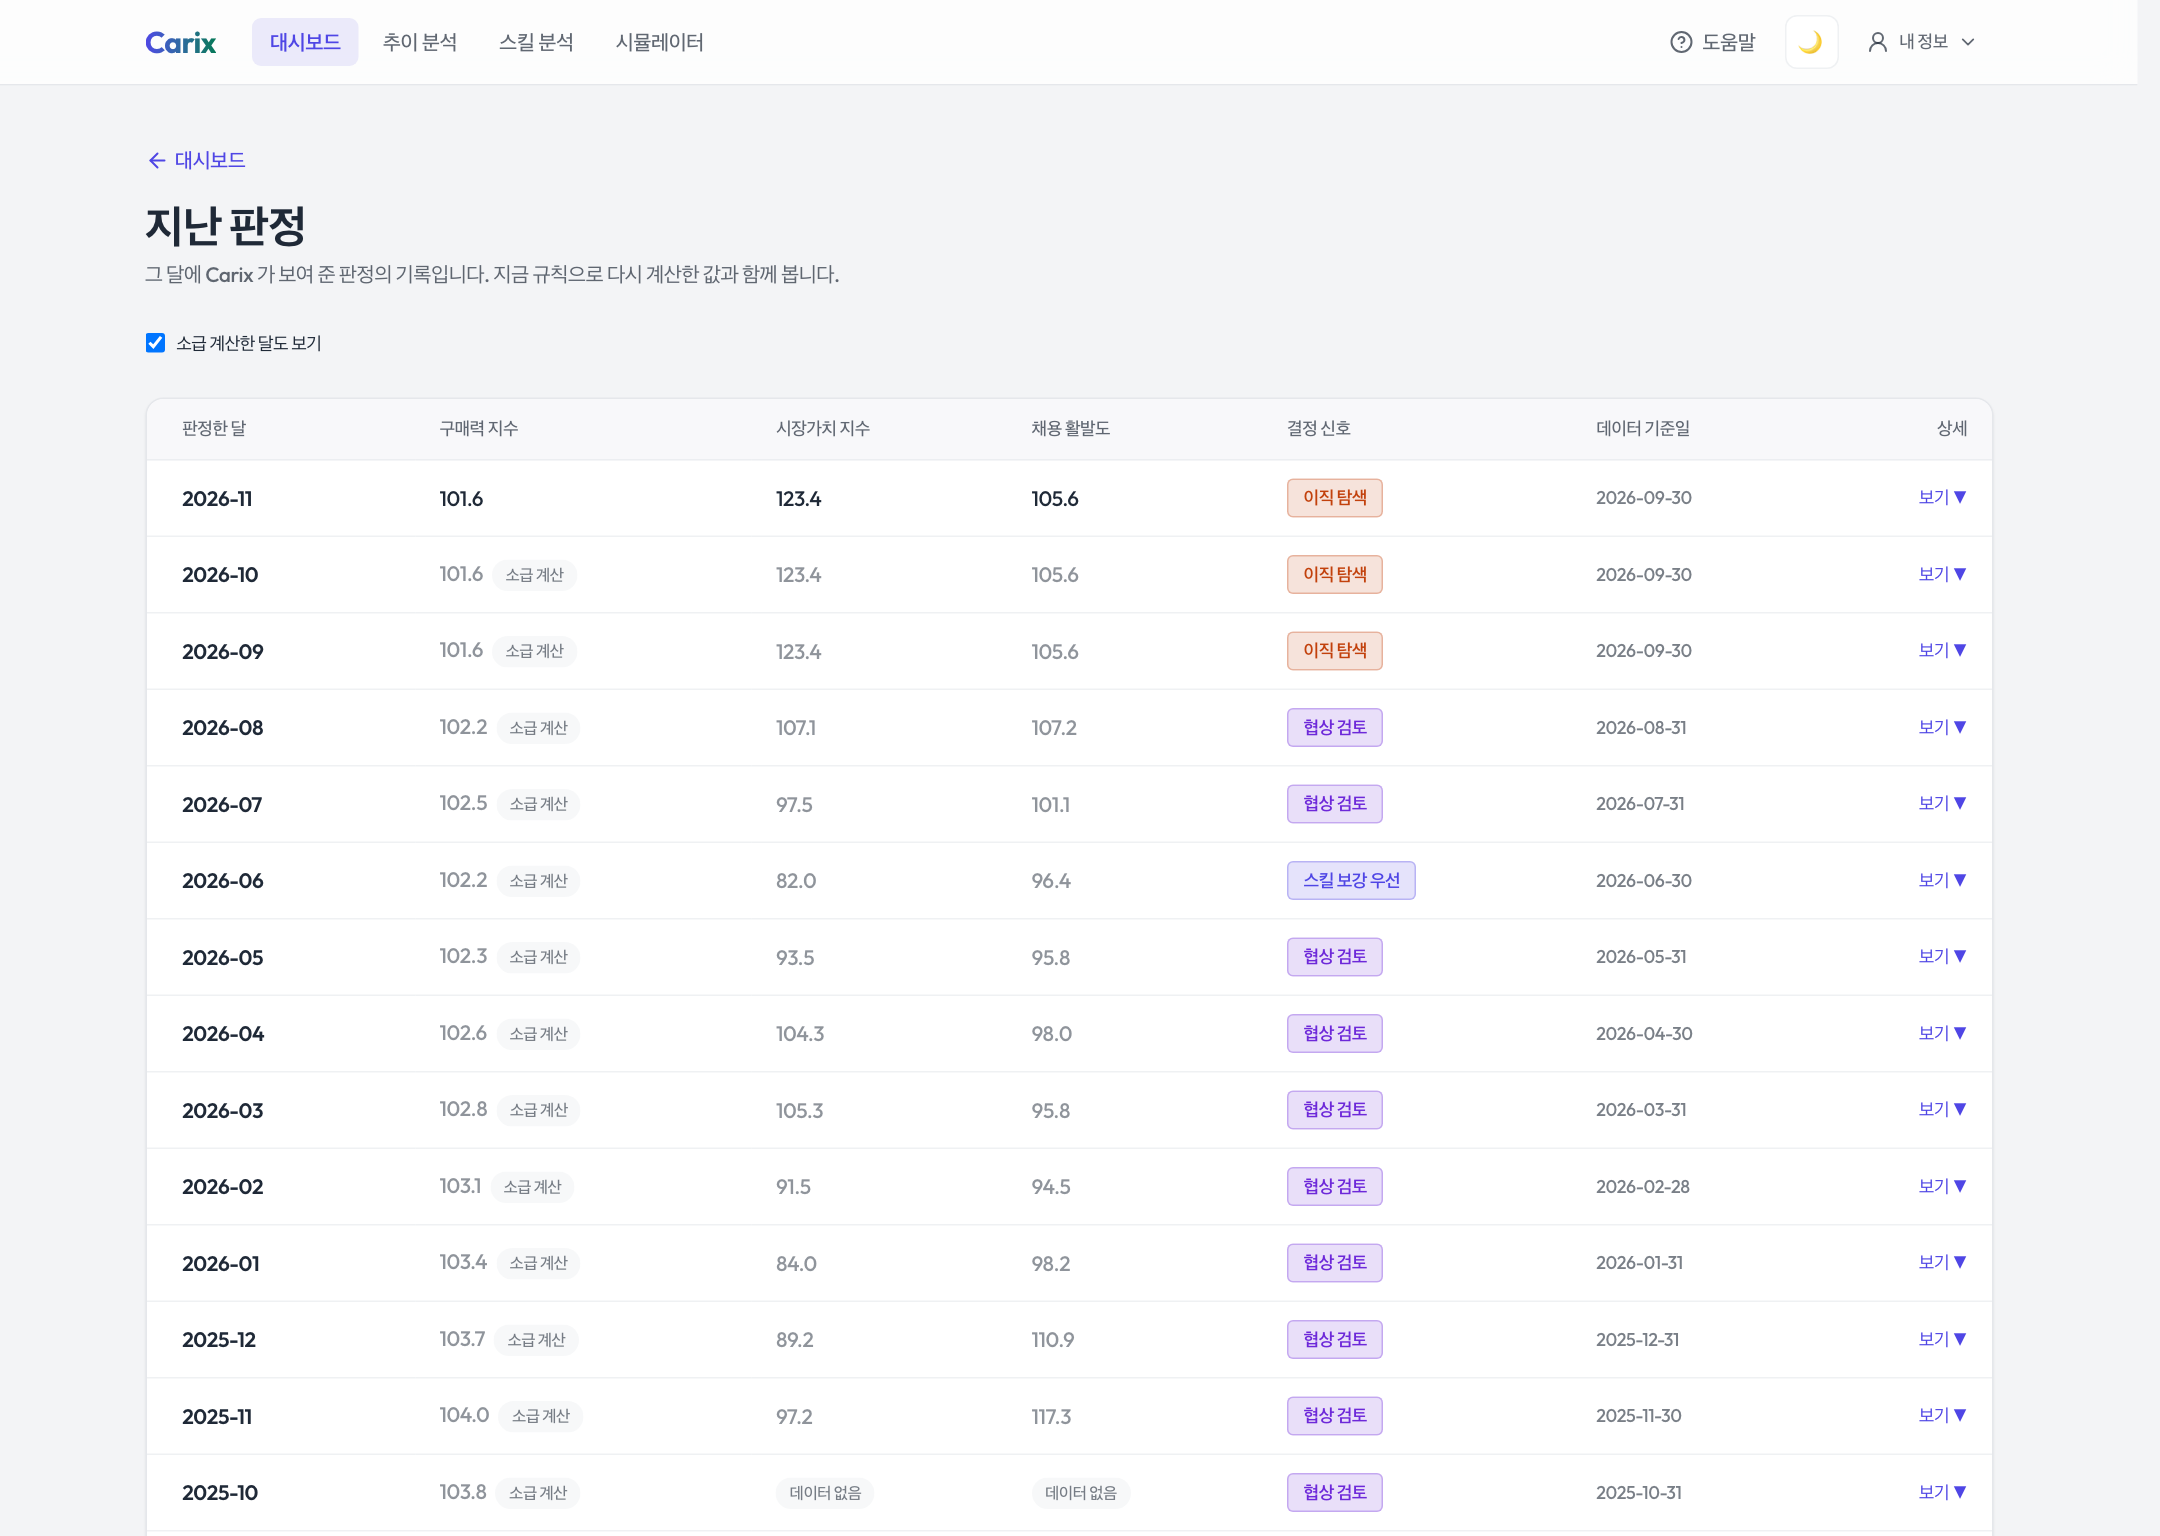 Carix 대시보드 추이 분석 스킬 분석 시뮬레이터 도움말 내 정보
← 대시보드
지난 판정
그 달에 Carix 가 보여 준 판정의 기록입니다. 지금 규칙으로 다시 계산한 값과 함께 봅니다.
소급 계산한 달도 보기
판정한 달 구매력 지수 시장가치 지수 채용 활발도 결정 신호 데이터 기준일 상세
2026-11 101.6 123.4 105.6 이직 탐색 2026-09-30 보기 ▼
2026-10 101.6 소급 계산 123.4 105.6 이직 탐색 2026-09-30 보기 ▼
2026-09 101.6 소급 계산 123.4 105.6 이직 탐색 2026-09-30 보기 ▼
2026-08 102.2 소급 계산 107.1 107.2 협상 검토 2026-08-31 보기 ▼
2026-07 102.5 소급 계산 97.5 101.1 협상 검토 2026-07-31 보기 ▼
2026-06 102.2 소급 계산 82.0 96.4 스킬 보강 우선 2026-06-30 보기 ▼
2026-05 102.3 소급 계산 93.5 95.8 협상 검토 2026-05-31 보기 ▼
2026-04 102.6 소급 계산 104.3 98.0 협상 검토 2026-04-30 보기 ▼
2026-03 102.8 소급 계산 105.3 95.8 협상 검토 2026-03-31 보기 ▼
2026-02 103.1 소급 계산 91.5 94.5 협상 검토 2026-02-28 보기 ▼
2026-01 103.4 소급 계산 84.0 98.2 협상 검토 2026-01-31 보기 ▼
2025-12 103.7 소급 계산 89.2 110.9 협상 검토 2025-12-31 보기 ▼
2025-11 104.0 소급 계산 97.2 117.3 협상 검토 2025-11-30 보기 ▼
2025-10 103.8 소급 계산 데이터 없음 데이터 없음 협상 검토 2025-10-31 보기 ▼